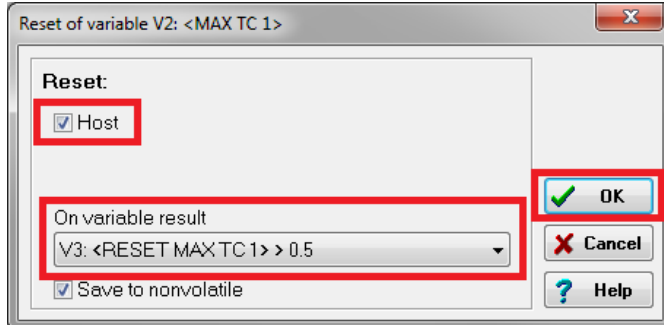 Reset of variable V2: <MAX TC 1>
Reset:
Host
On variable result
V3: <RESET MAX TC 1> > 0.5
Save to nonvolatile
OK
Cancel
Help